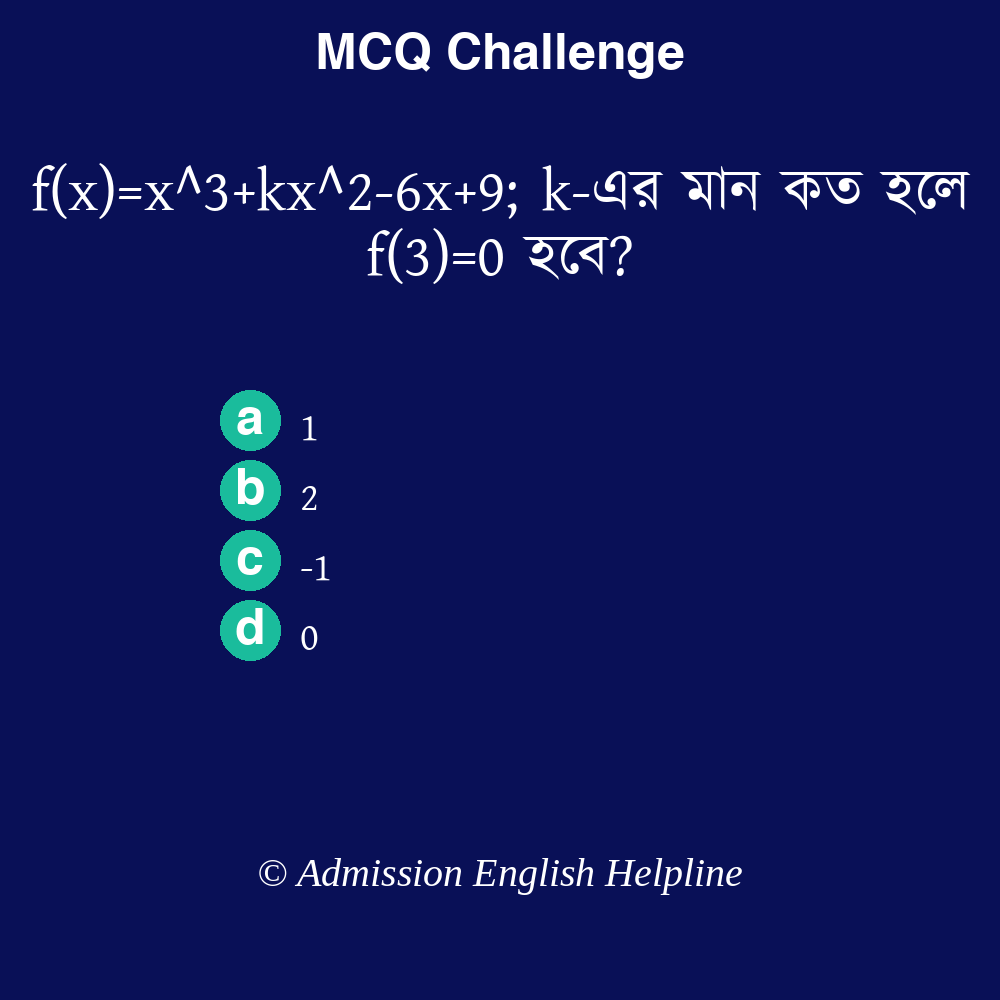 MCQ Challenge
f(x)=x^3+kx^2-6x+9; k-এর মান কত হলে
f(3)=0 হবে?
a 1
b 2
c -1
d 0
© Admission English Helpline